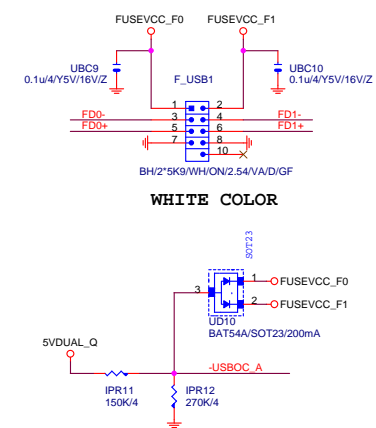 FUSEVCC_F0 FUSEVCC_F1
UBC9
0.1u/4/Y5V/16V/Z
F_USB1
UBC10
0.1u/4/Y5V/16V/Z
1 2
FD0- 3 4 FD1-
FD0+ 5 6 FD1+
7 8
10
BH/2*5K9/WH/ON/2.54/VA/D/GF
WHITE COLOR
SOT23
3 1 FUSEVCC_F0
2 FUSEVCC_F1
UD10
BAT54A/SOT23/200mA
5VDUAL_Q
-USBOC_A
IPR11
150K/4
IPR12
270K/4